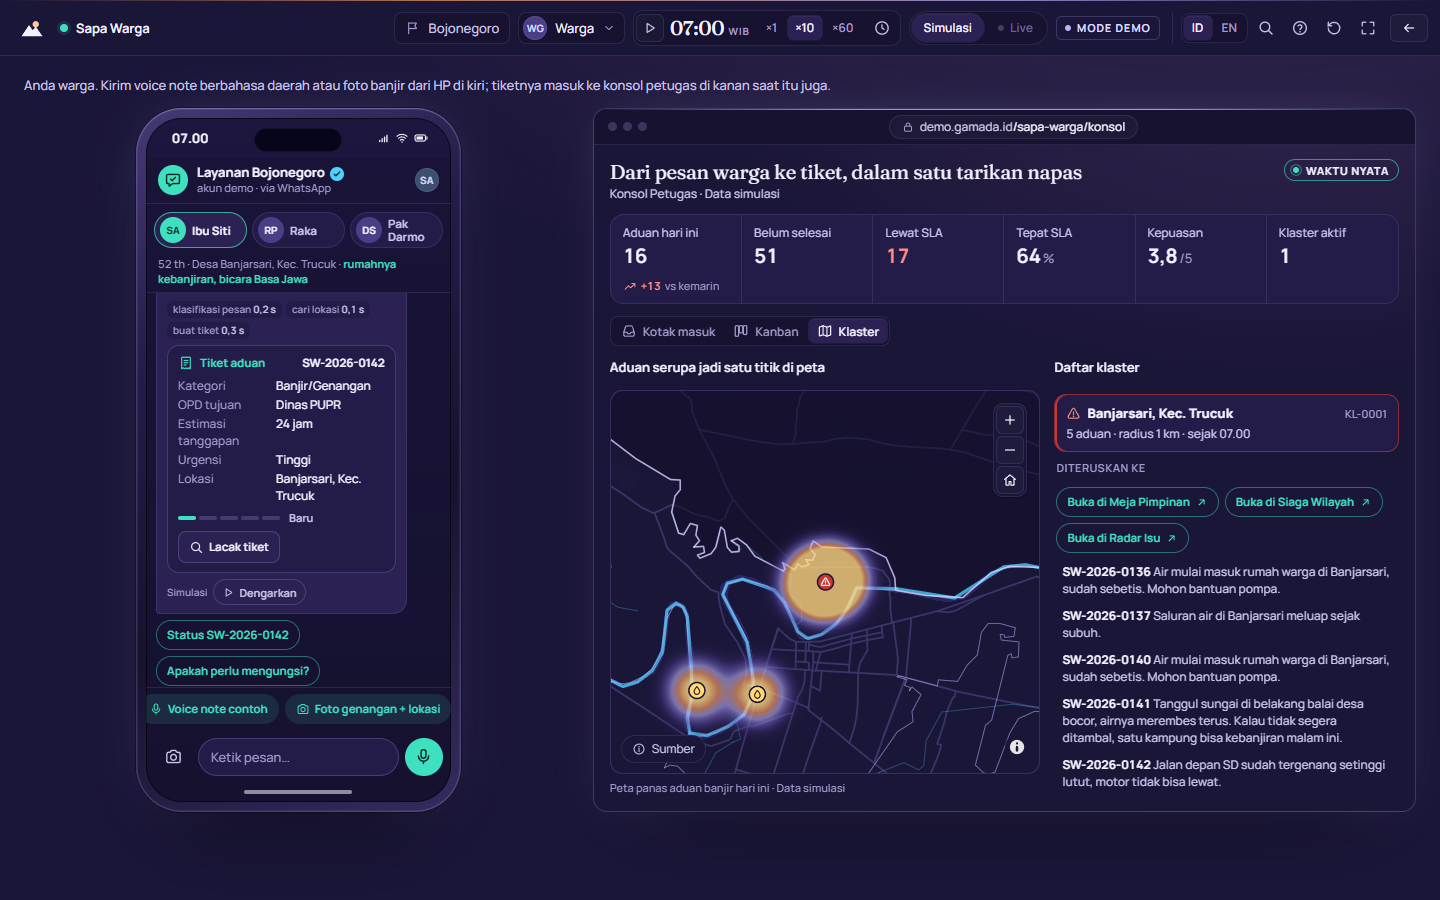 Sapa Warga
Bojonegoro
WG Warga
07:00 WIB
×1 ×10 ×60
Simulasi
Live
MODE DEMO
ID EN
Anda warga. Kirim voice note berbahasa daerah atau foto banjir dari HP di kiri; tiketnya masuk ke konsol petugas di kanan saat itu juga.
07.00
Layanan Bojonegoro
akun demo · via WhatsApp
SA
SA Ibu Siti
RP Raka
DS Pak Darmo
52 th · Desa Banjarsari, Kec. Trucuk · rumahnya
kebanjiran, bicara Basa Jawa
klasifikasi pesan 0,2 s
cari lokasi 0,1 s
buat tiket 0,3 s
Tiket aduan SW-2026-0142
Kategori Banjir/Genangan
OPD tujuan Dinas PUPR
Estimasi tanggapan 24 jam
Urgensi Tinggi
Lokasi Banjarsari, Kec. Trucuk
Baru
Lacak tiket
Simulasi
Dengarkan
Status SW-2026-0142
Apakah perlu mengungsi?
Voice note contoh
Foto genangan + lokasi
Ketik pesan...
demo.gamada.id/sapa-warga/konsol
Dari pesan warga ke tiket, dalam satu tarikan napas
Konsol Petugas · Data simulasi
WAKTU NYATA
Aduan hari ini
16
+13 vs kemarin
Belum selesai
51
Lewat SLA
17
Tepat SLA
64%
Kepuasan
3,8/5
Klaster aktif
1
Kotak masuk
Kanban
Klaster
Aduan serupa jadi satu titik di peta
+
−
Sumber
Peta panas aduan banjir hari ini · Data simulasi
Daftar klaster
Banjarsari, Kec. Trucuk KL-0001
5 aduan · radius 1 km · sejak 07.00
DITERUSKAN KE
Buka di Meja Pimpinan
Buka di Siaga Wilayah
Buka di Radar Isu
SW-2026-0136 Air mulai masuk rumah warga di Banjarsari,
sudah sebetis. Mohon bantuan pompa.
SW-2026-0137 Saluran air di Banjarsari meluap sejak
subuh.
SW-2026-0140 Air mulai masuk rumah warga di Banjarsari,
sudah sebetis. Mohon bantuan pompa.
SW-2026-0141 Tanggul sungai di belakang balai desa
bocor, airnya merembes terus. Kalau tidak segera
ditambal, satu kampung bisa kebanjiran malam ini.
SW-2026-0142 Jalan depan SD sudah tergenang setinggi
lutut, motor tidak bisa lewat.